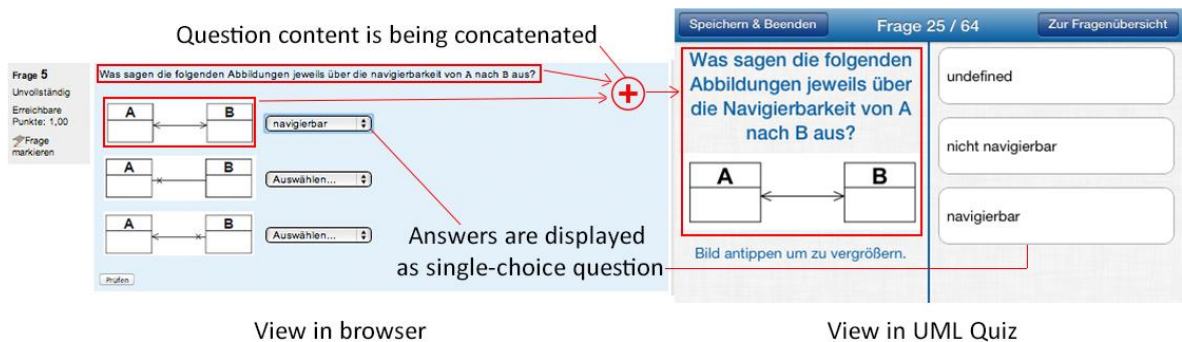 Question content is being concatenated
Frage 5
Unvollständig
Erreichbare
Punkte: 1,00
Frage
markieren
Was sagen die folgenden Abbildungen jeweils über die navigierbarkeit von A nach B aus?
A B
navigierbar
A B
Auswählen...
A B
Auswählen...
Prüfen
Answers are displayed
as single-choice question
View in browser
Speichern & Beenden
Frage 25 / 64
Zur Fragenübersicht
Was sagen die folgenden
Abbildungen jeweils über
die Navigierbarkeit von A
nach B aus?
A B
Bild antippen um zu vergrößern.
undefined
nicht navigierbar
navigierbar
View in UML Quiz